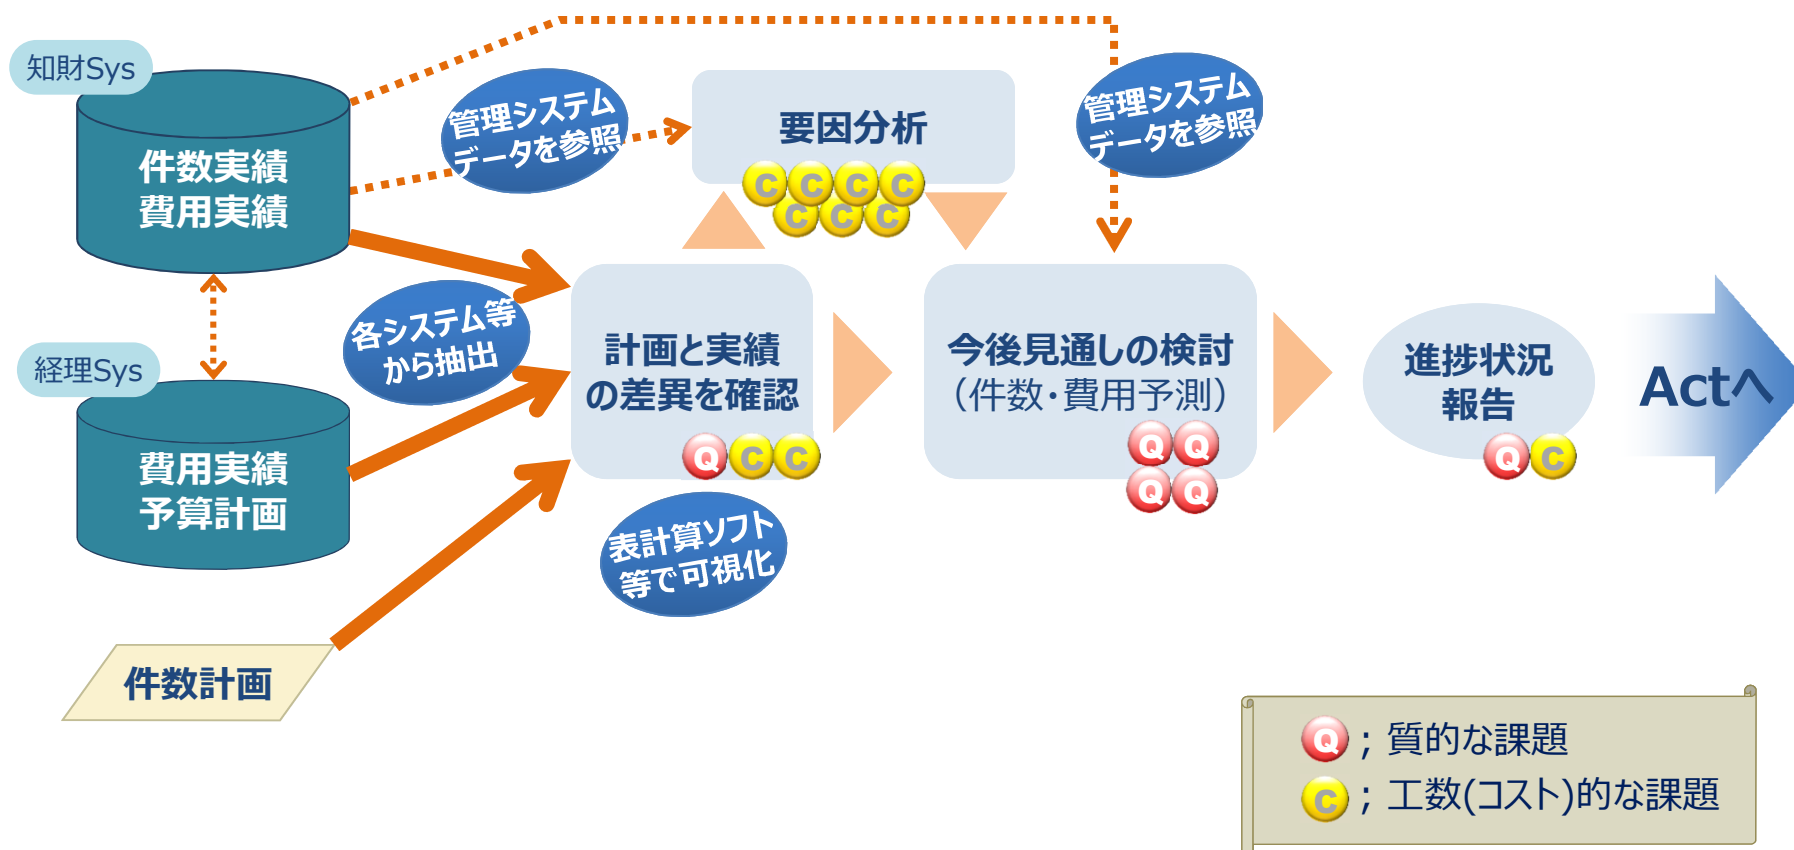 知財Sys
件数実績
費用実績
管理システム
データを参照
要因分析
C C C C
C C C
管理システム
データを参照
各システム等
から抽出
経理Sys
費用実績
予算計画
計画と実績
の差異を確認
Q C C
今後見通しの検討
（件数・費用予測）
Q Q
Q Q
進捗状況
報告
Q C
Actへ
表計算ソフト
等で可視化
件数計画
Q ; 質的な課題
C ; 工数(コスト)的な課題